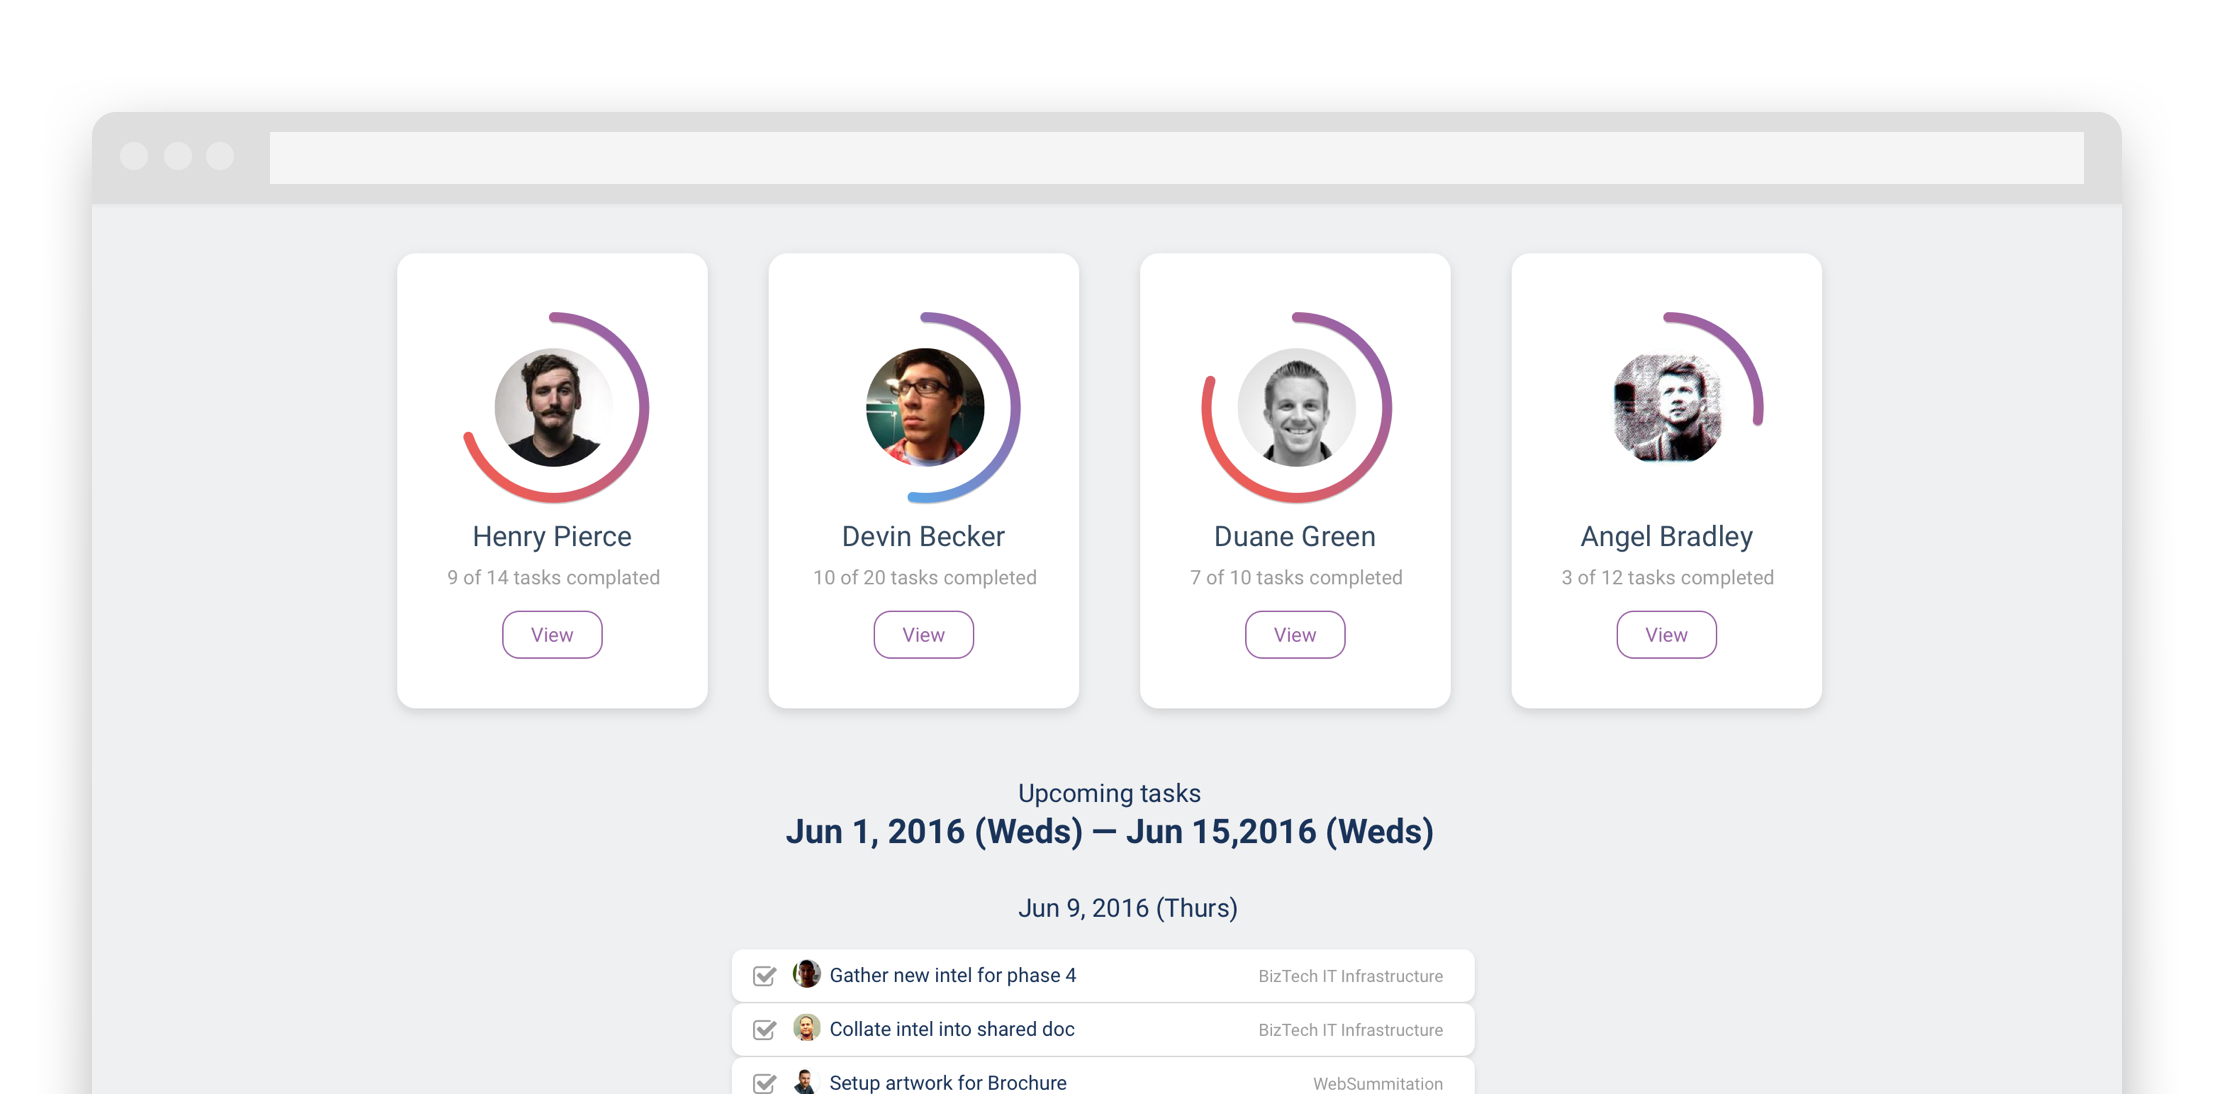 Henry Pierce
9 of 14 tasks complated
View
Devin Becker
10 of 20 tasks completed
View
Duane Green
7 of 10 tasks completed
View
Angel Bradley
3 of 12 tasks completed
View
Upcoming tasks
Jun 1, 2016 (Weds) — Jun 15,2016 (Weds)
Jun 9, 2016 (Thurs)
Gather new intel for phase 4 BizTech IT Infrastructure
Collate intel into shared doc BizTech IT Infrastructure
Setup artwork for Brochure WebSummitation